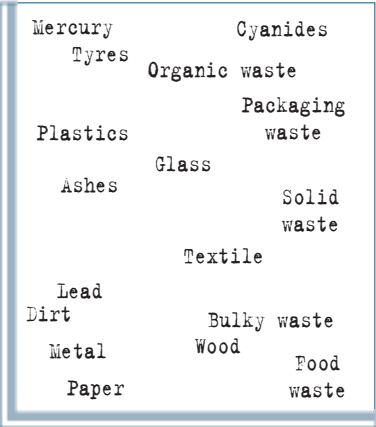 Mercury
Cyanides
Tyres
Organic waste
Packaging
waste
Plastics
Glass
Ashes
Solid
waste
Textile
Lead
Dirt
Bulky waste
Wood
Metal
Food
waste
Paper